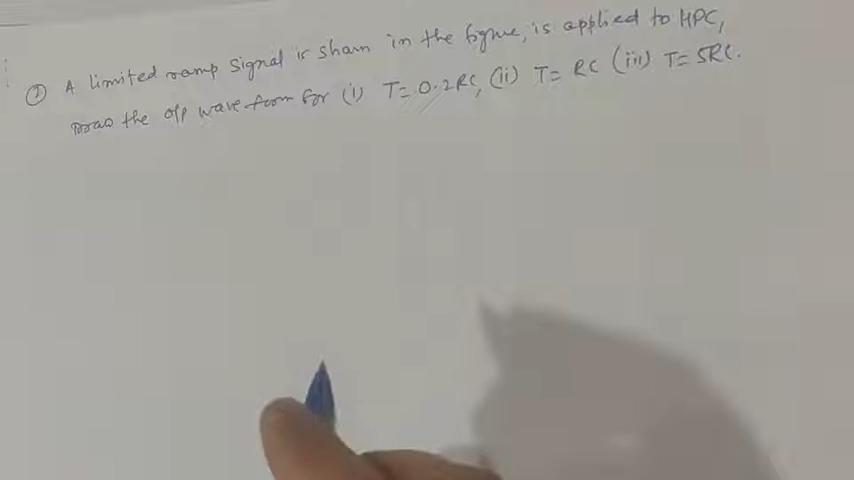 ② A limited ramp signal is shown in the figure, is applied to HPC,
Draw the o/p wave form for (i) T = 0.2RC, (ii) T = RC (iii) T = 5RC.